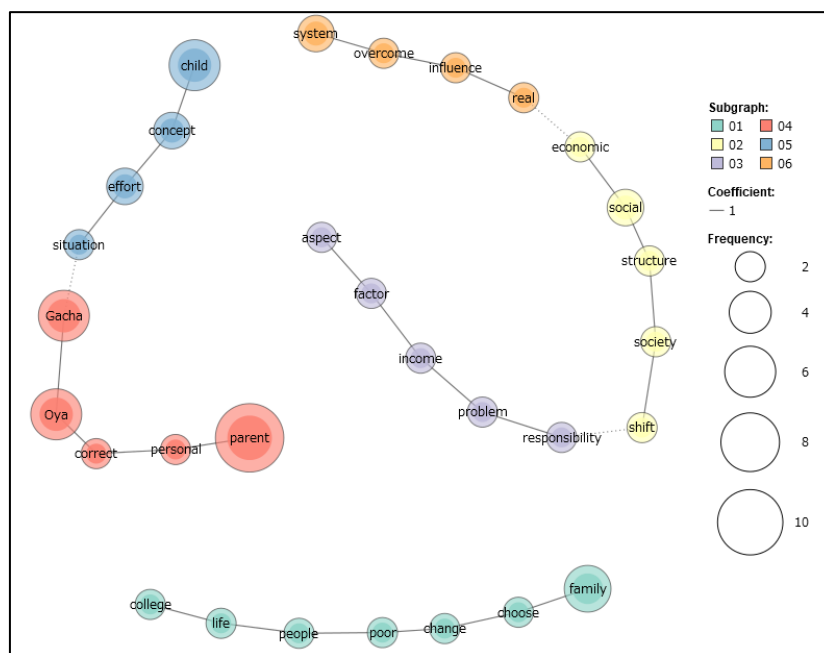 system
overcome
influence
real
economic
social
structure
society
shift
responsibility
problem
income
factor
aspect
child
concept
effort
situation
Gacha
Oya
correct
personal
parent
college
life
people
poor
change
choose
family
Subgraph:
01 04
02 05
03 06
Coefficient:
1
Frequency:
2
4
6
8
10